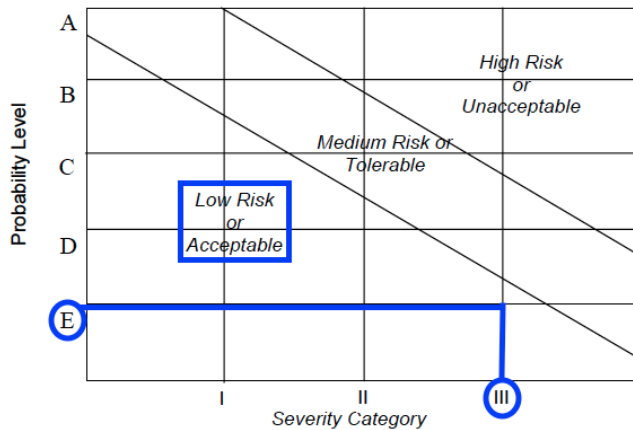 A
B
C
D
E
Probability Level
High Risk
or
Unacceptable
Medium Risk or
Tolerable
Low Risk
or
Acceptable
I
II
III
Severity Category